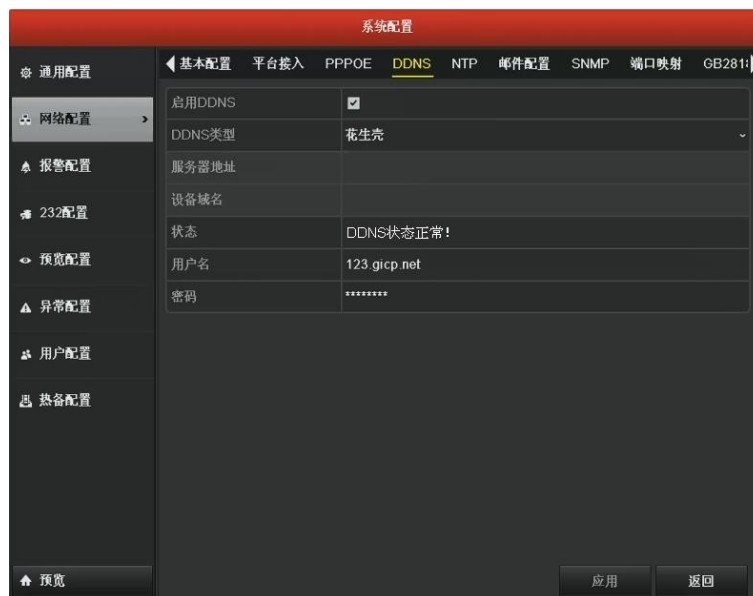 系统配置
通用配置
网络配置
报警配置
232配置
预览配置
异常配置
用户配置
热备配置
预览
基本配置 平台接入 PPPOE DDNS NTP 邮件配置 SNMP 端口映射 GB281
启用DDNS
DDNS类型 花生壳
服务器地址
设备域名
状态 DDNS状态正常!
用户名 123.gicp.net
密码 ********
应用 返回